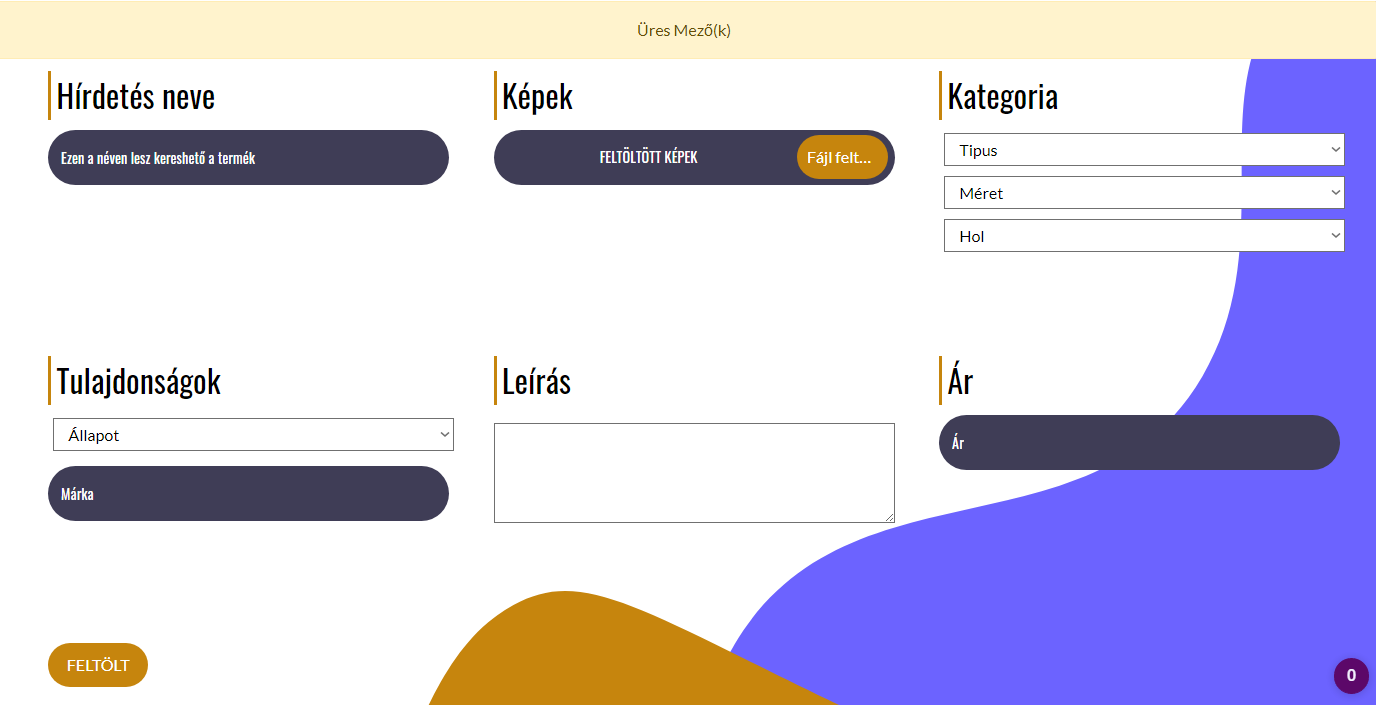 Üres Mező(k)
Hírdetés neve
Ezen a néven lesz kereshető a termék
Képek
FELTÖLTÖTT KÉPEK
Fájl felt...
Kategoria
Tipus
Méret
Hol
Tulajdonságok
Állapot
Márka
Leírás
Ár
Ár
FELTÖLT
0